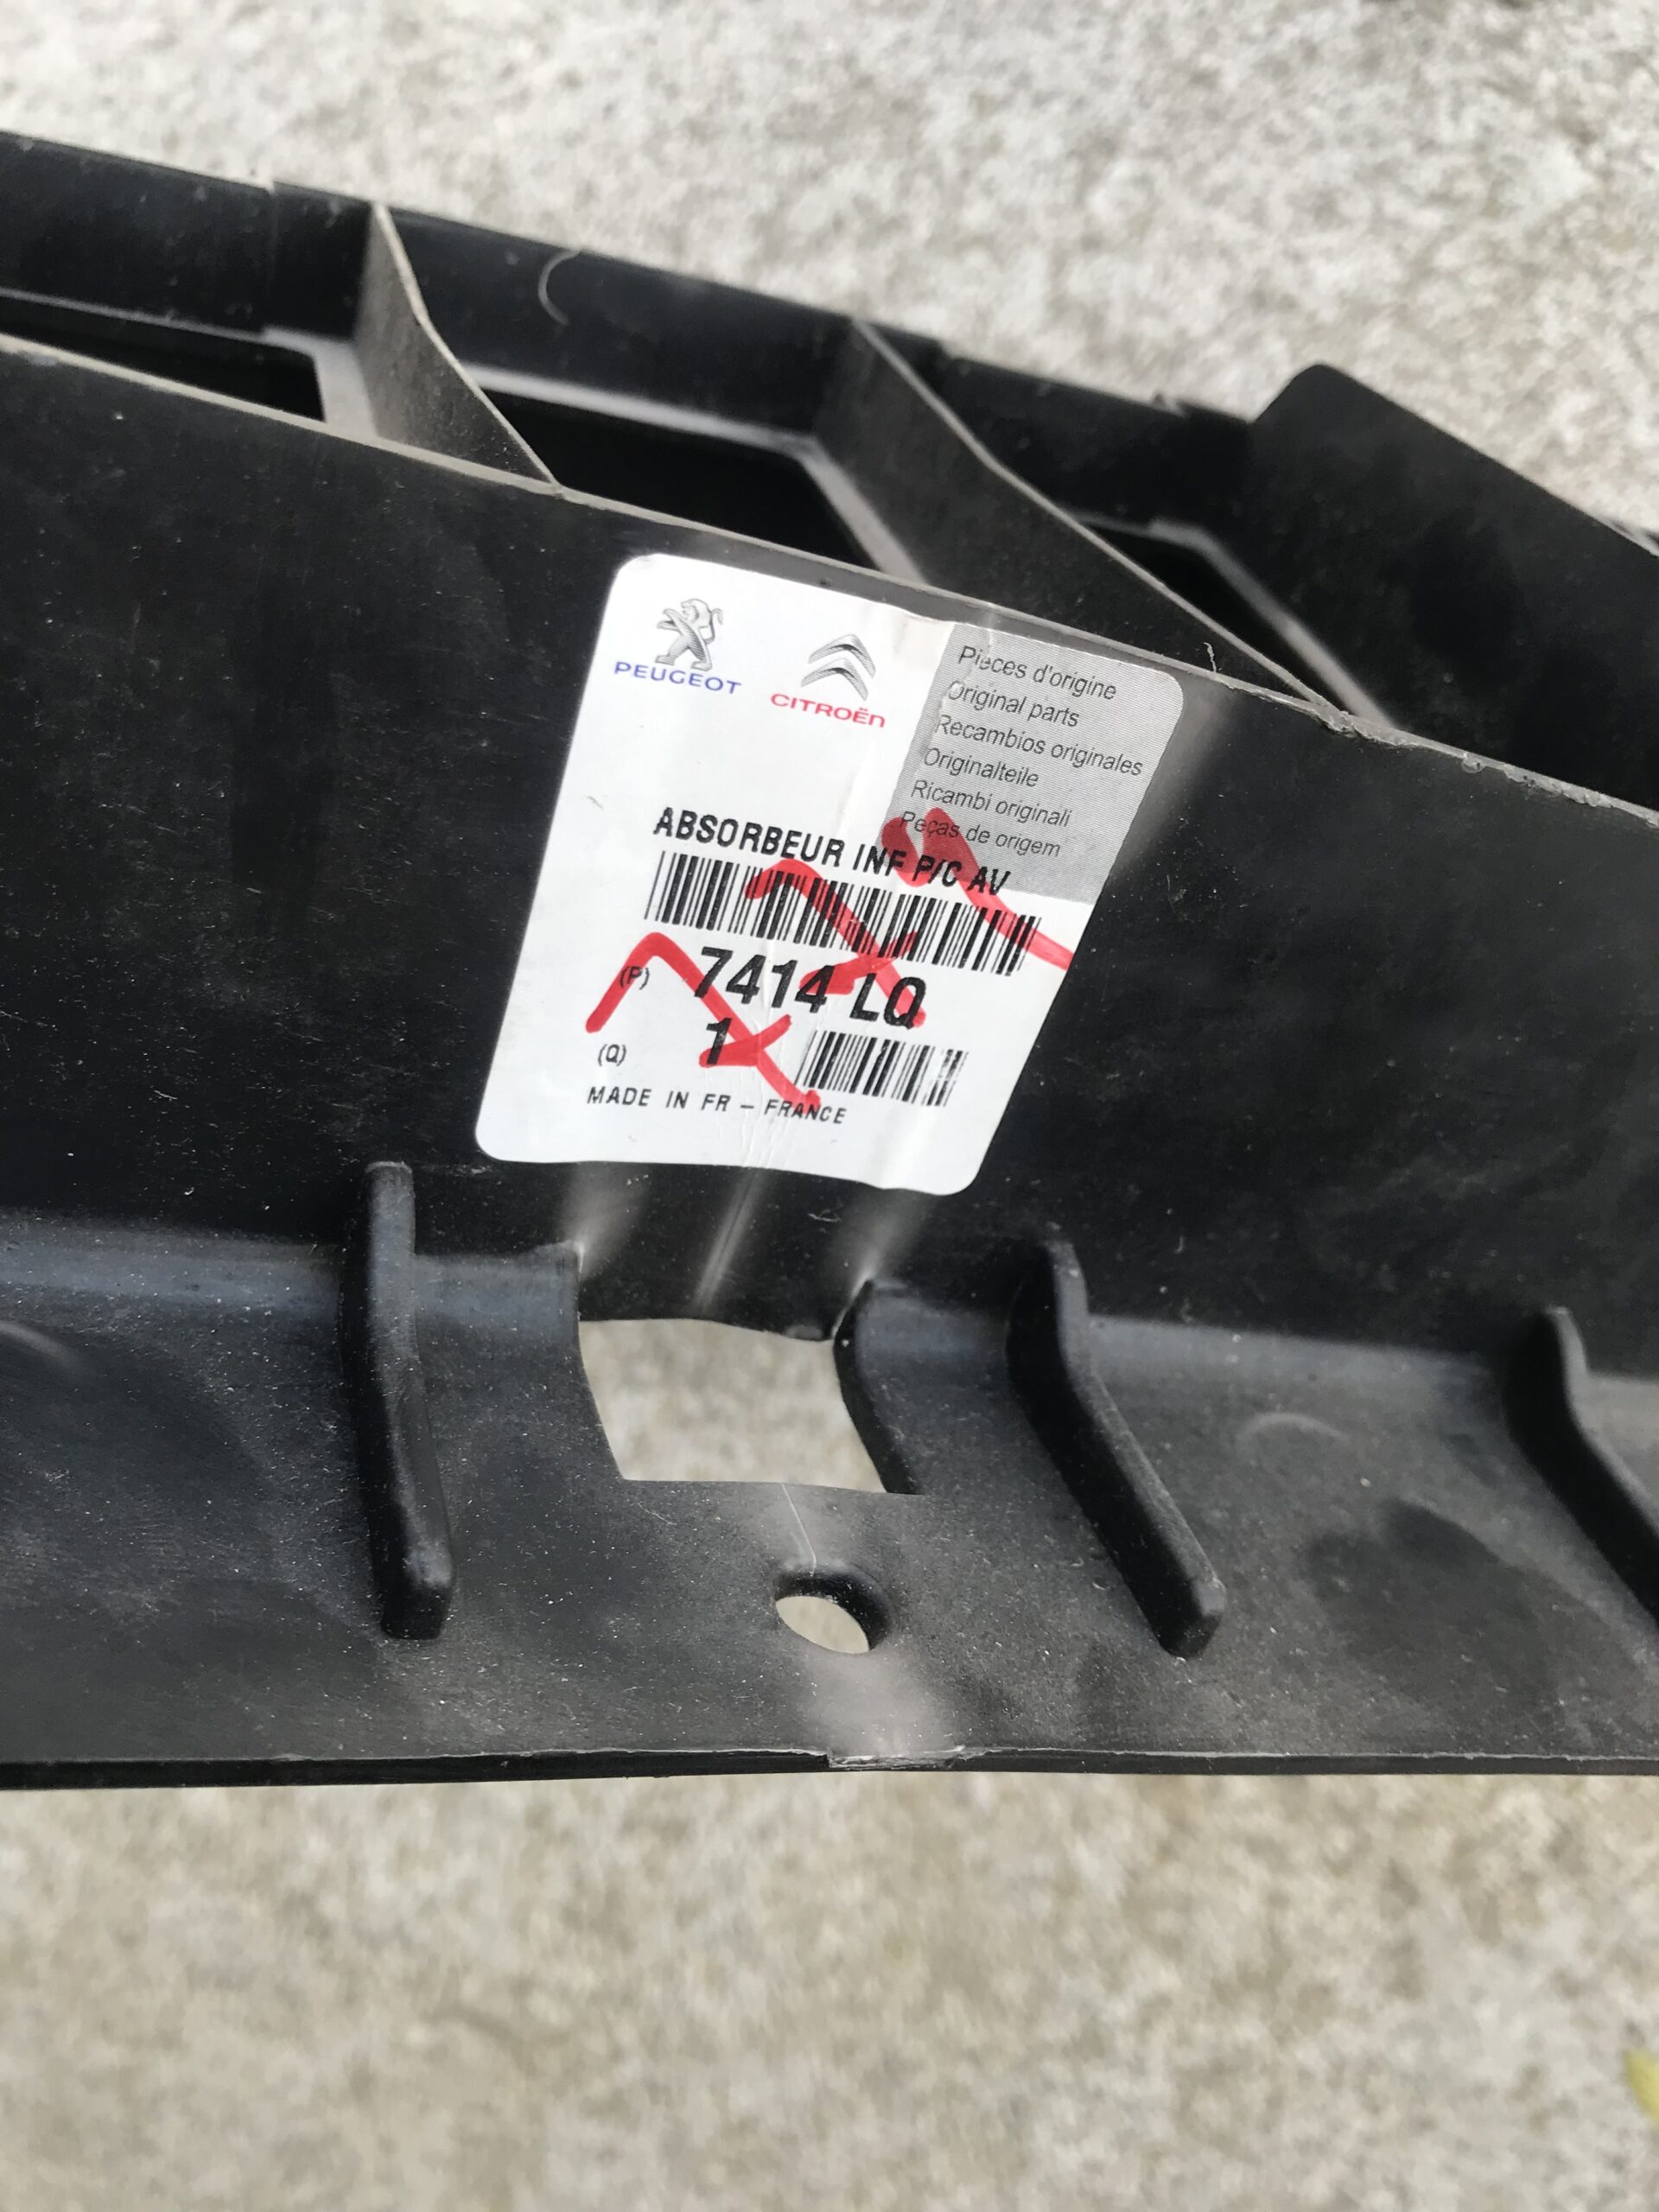 PEUGEOT
CITROËN
Pièces d'origine
Original parts
Recambios originales
Originalteile
Ricambi originali
Peças de origem
ABSORBEUR INF P/C AV
(P) 7414 LQ
(Q) 1
MADE IN FR - FRANCE